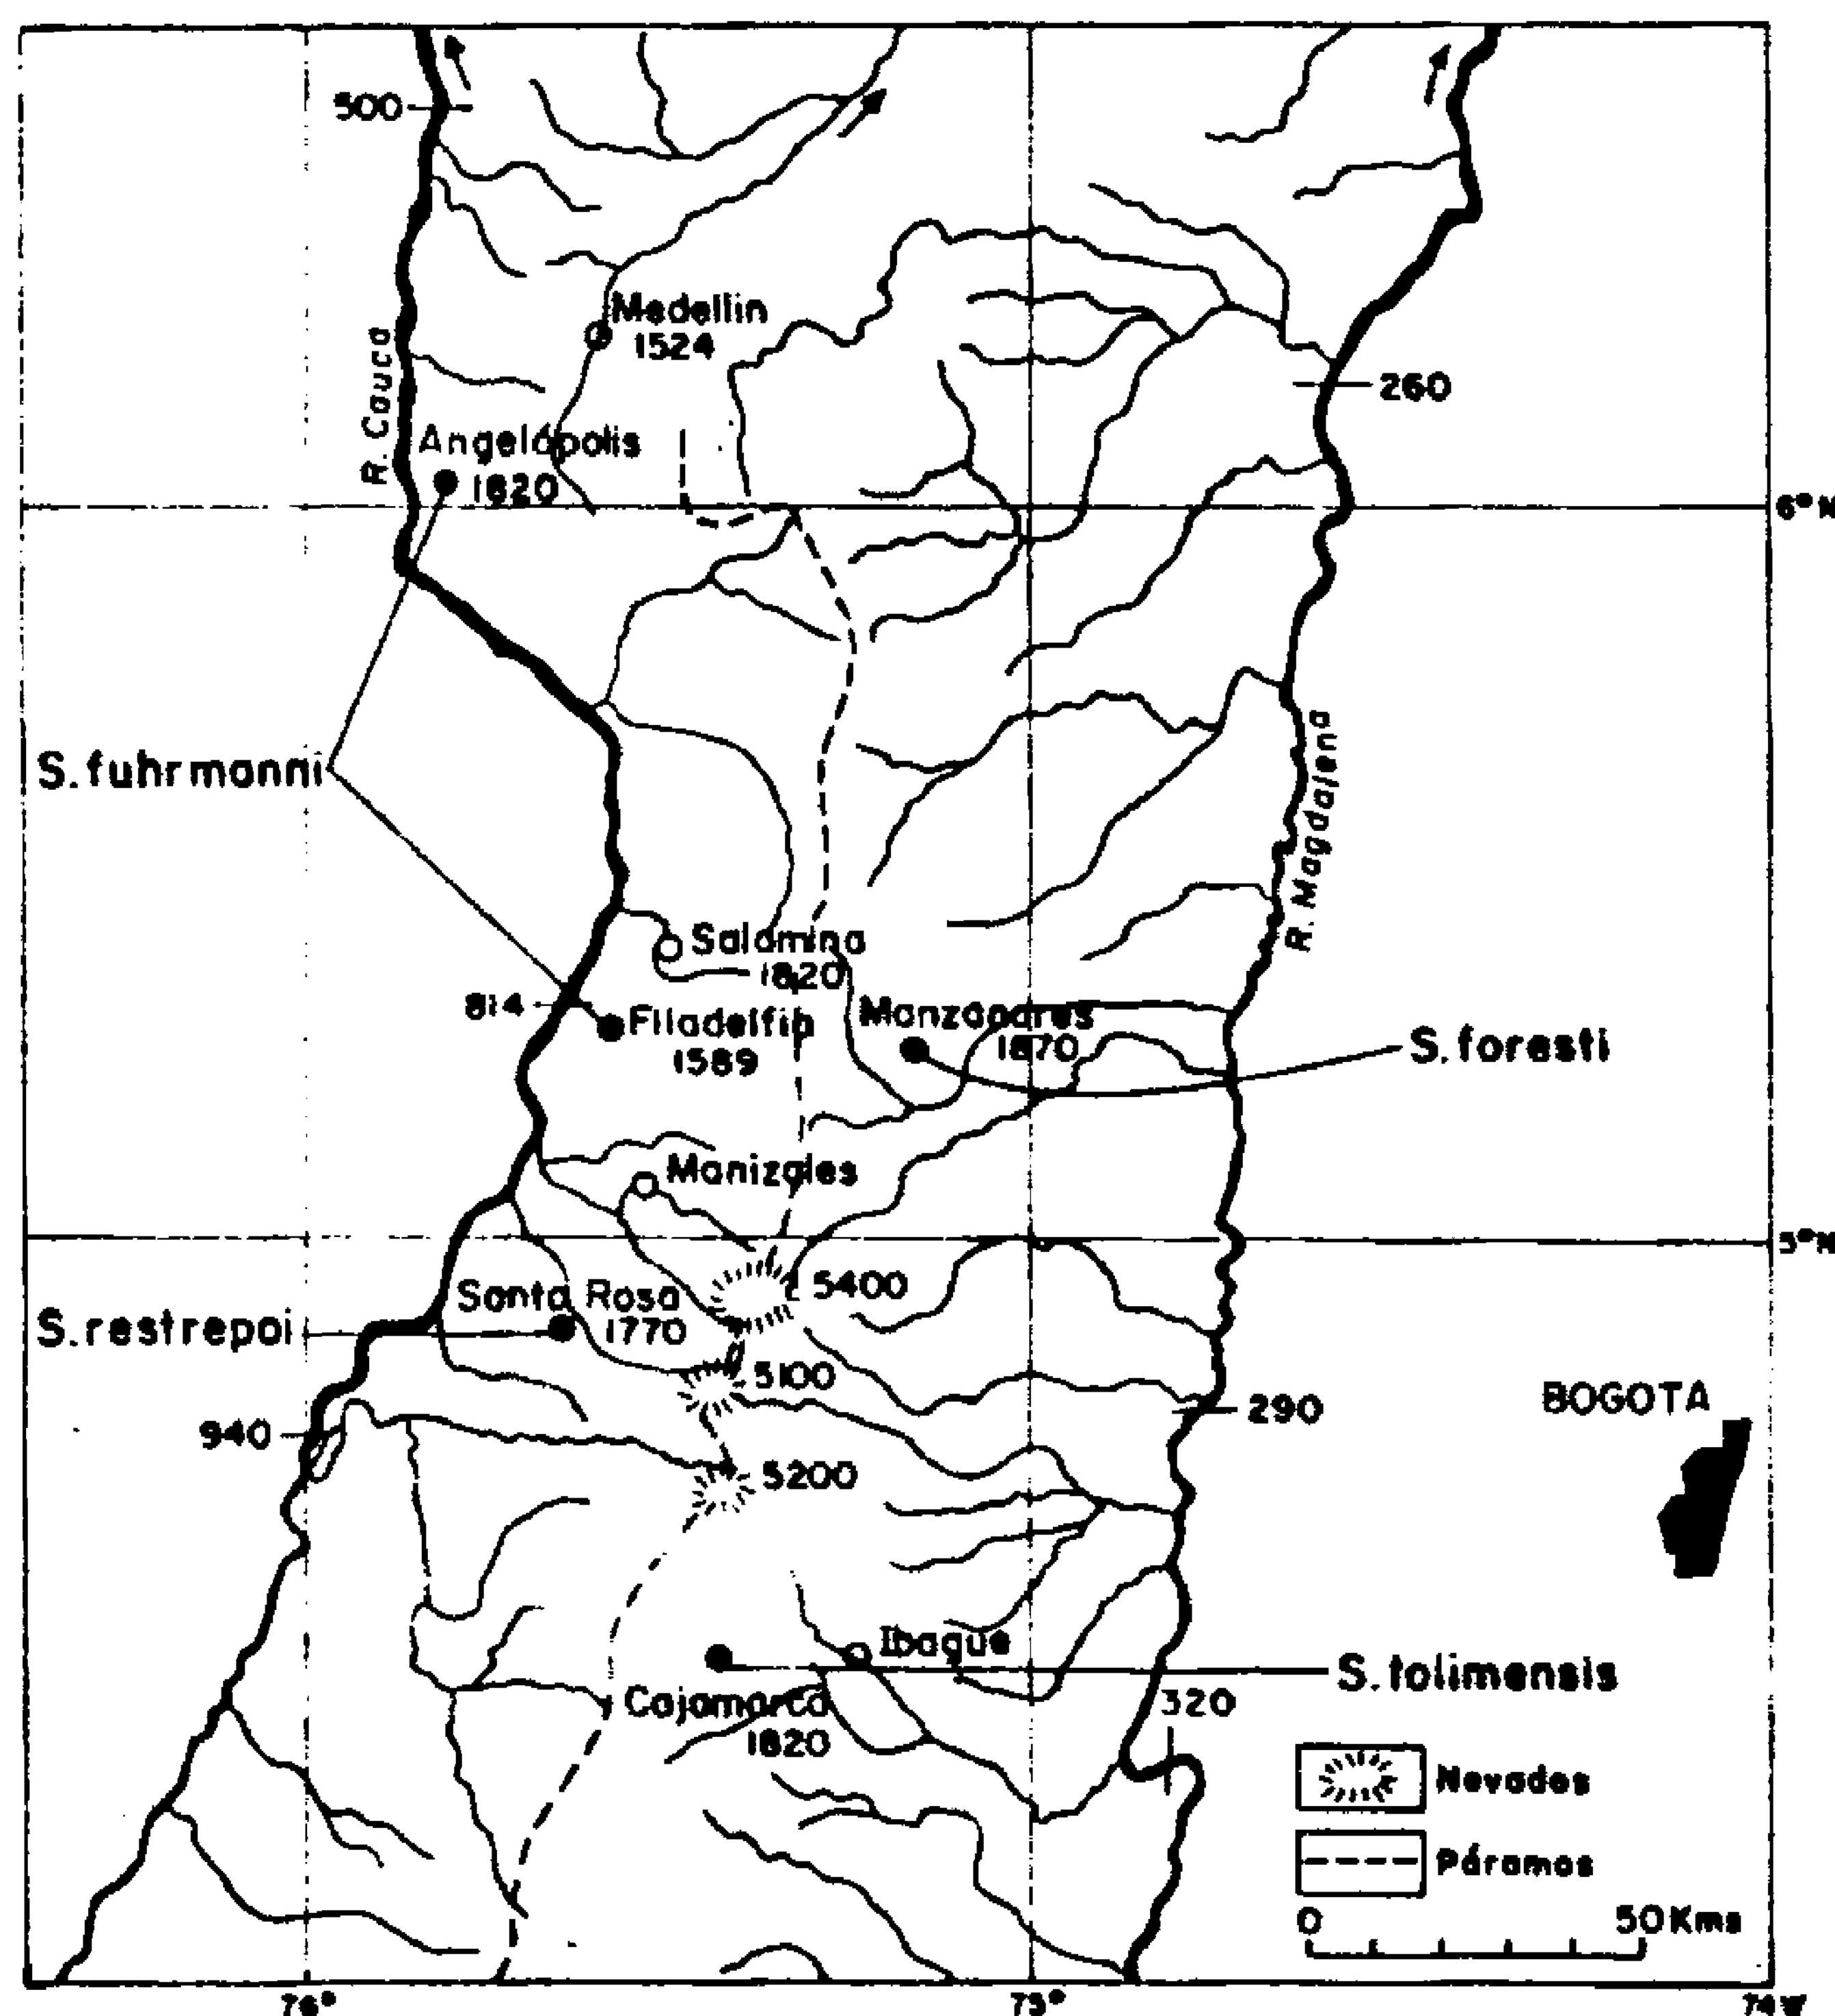 500
Medellin
1524
R. Cauca
260
Angelópolis
1820
6° N
S. fuhrmanni
R. Magdalena
Salamina
1820
814
Filadelfia
1589
Manzanares
1870
S. foresti
Manizales
5° N
5400
Santa Rosa
1770
S. restrepoi
5100
BOGOTA
290
940
5200
Ibague
S. tolimensis
Cajamarca
1820
320
Nevados
Páramos
0
50 Kms
76°
75°
74 W